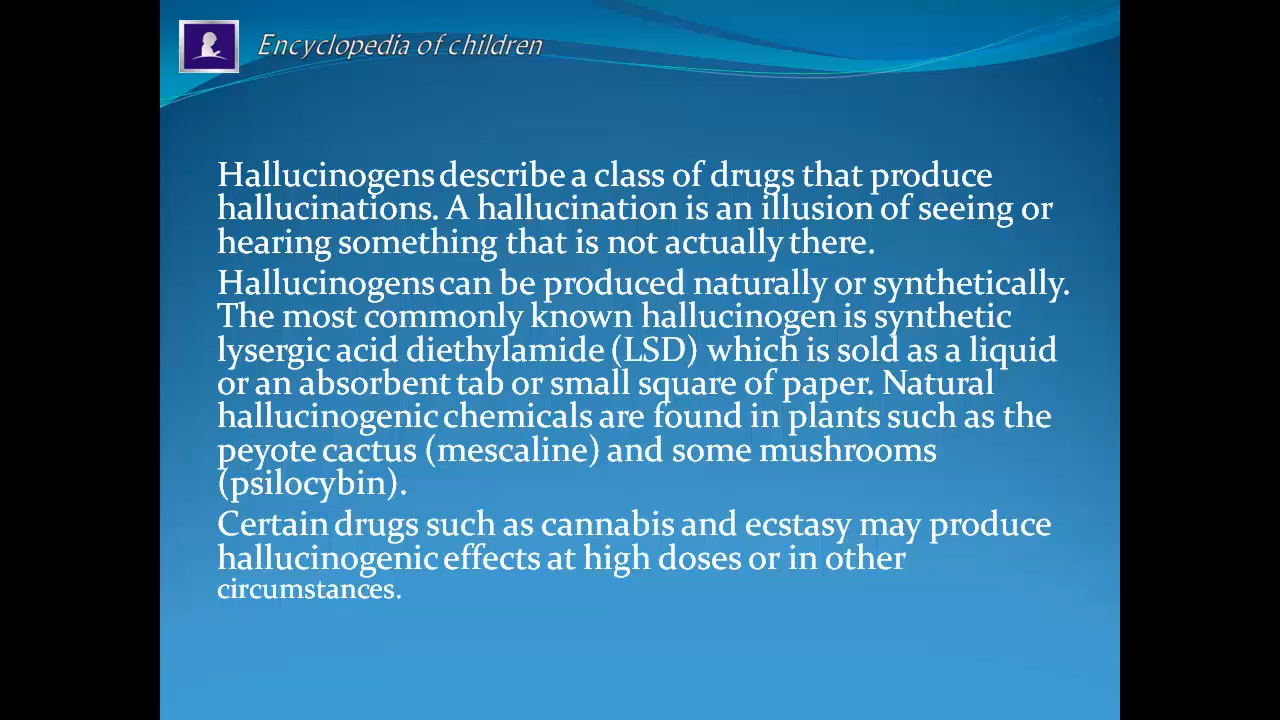 Encyclopedia of children
Hallucinogens describe a class of drugs that produce
hallucinations. A hallucination is an illusion of seeing or
hearing something that is not actually there.
Hallucinogens can be produced naturally or synthetically.
The most commonly known hallucinogen is synthetic
lysergic acid diethylamide (LSD) which is sold as a liquid
or an absorbent tab or small square of paper. Natural
hallucinogenic chemicals are found in plants such as the
peyote cactus (mescaline) and some mushrooms
(psilocybin).
Certain drugs such as cannabis and ecstasy may produce
hallucinogenic effects at high doses or in other
circumstances.